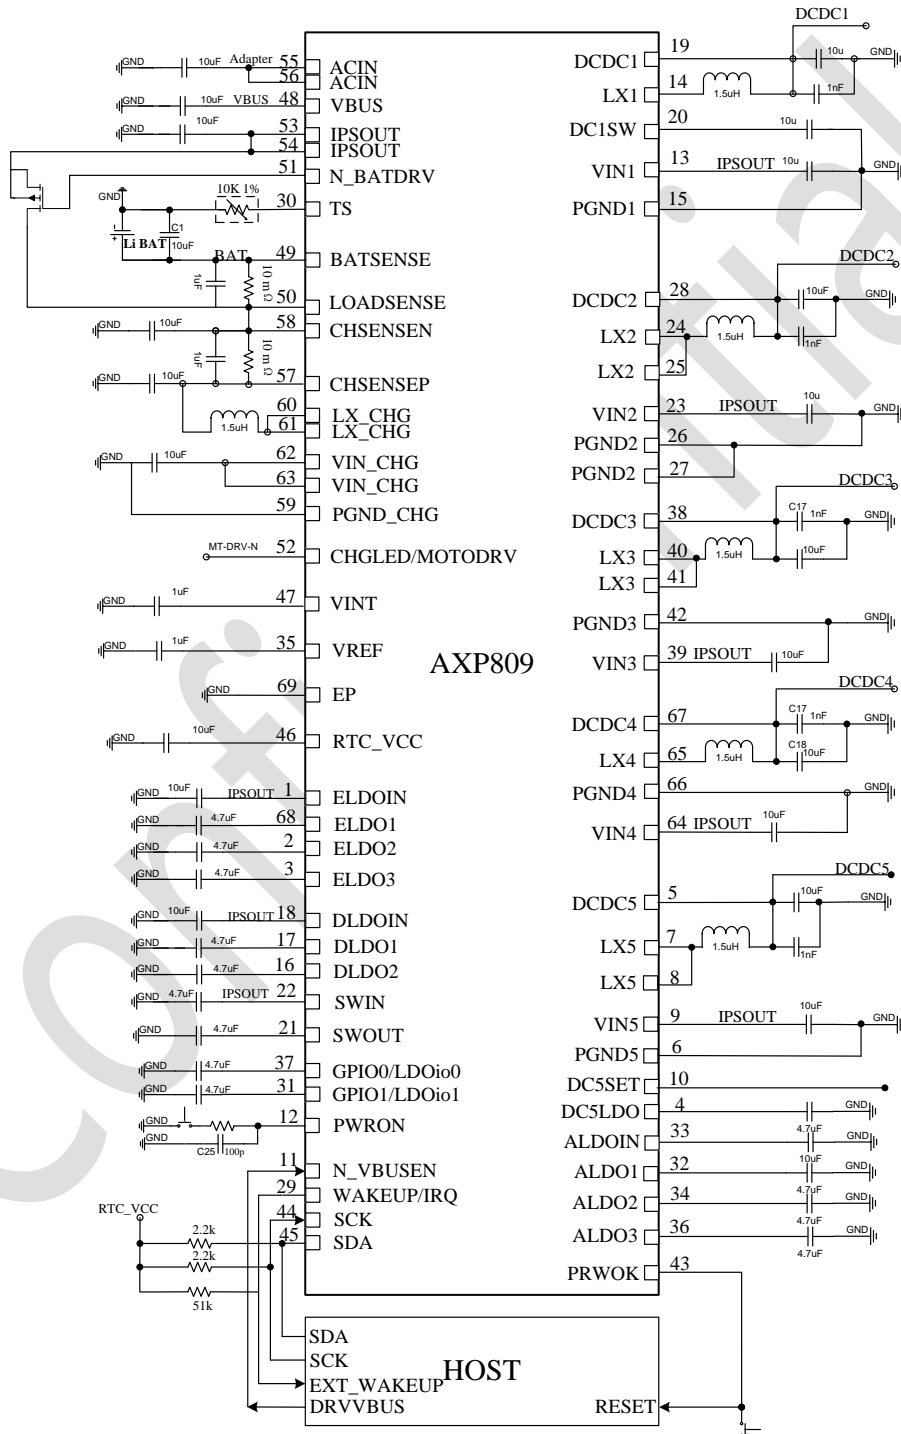 DCDC1
GND 10uF Adapter 55 ACIN
56 ACIN
GND 10uF VBUS 48 VBUS
GND 10uF 53 IPSOUT
54 IPSOUT
51 N_BATDRV
10K 1%
GND 30 TS
Li BAT C1 10uF
BAT 49 BATSENSE
1uF 10 m Ω
50 LOADSENSE
GND 10uF 58 CHSENSEN
1uF 10 m Ω
GND 10uF 57 CHSENSEP
60 LX_CHG
1.5uH 61 LX_CHG
GND 10uF 62 VIN_CHG
63 VIN_CHG
59 PGND_CHG
MT-DRV-N 52 CHGLED/MOTODRV
GND 1uF 47 VINT
GND 1uF 35 VREF
GND 69 EP
GND 10uF 46 RTC_VCC
GND 10uF IPSOUT 1 ELDOIN
GND 4.7uF 68 ELDO1
GND 4.7uF 2 ELDO2
GND 4.7uF 3 ELDO3
GND 10uF IPSOUT 18 DLDOIN
GND 4.7uF 17 DLDO1
GND 4.7uF 16 DLDO2
GND 4.7uF IPSOUT 22 SWIN
GND 4.7uF 21 SWOUT
GND 4.7uF 37 GPIO0/LDOio0
GND 4.7uF 31 GPIO1/LDOio1
GND 12 PWRON
GND C25 100p
11 N_VBUSEN
29 WAKEUP/IRQ
RTC_VCC 44 SCK
2.2k 45 SDA
2.2k
51k
AXP809
DCDC1 19 10u GND
LX1 14 1.5uH 1nF
DC1SW 20 10u
VIN1 13 IPSOUT 10u GND
PGND1 15
DCDC2
DCDC2 28 10uF GND
LX2 24 1.5uH 1nF
LX2 25
VIN2 23 IPSOUT 10u GND
PGND2 26
PGND2 27
DCDC3
DCDC3 38 C17 1nF GND
LX3 40 1.5uH 10uF
LX3 41
PGND3 42 GND
VIN3 39 IPSOUT 10uF
DCDC4
DCDC4 67 C17 1nF GND
LX4 65 1.5uH C18 10uF
PGND4 66 GND
VIN4 64 IPSOUT 10uF
DCDC5
DCDC5 5 10uF GND
LX5 7 1.5uH 1nF
LX5 8
VIN5 9 IPSOUT 10uF GND
PGND5 6
DC5SET 10
DC5LDO 4 4.7uF GND
ALDOIN 33 10uF GND
ALDO1 32 4.7uF GND
ALDO2 34 4.7uF GND
ALDO3 36 4.7uF GND
PRWOK 43
HOST
SDA
SCK
EXT_WAKEUP
DRVVBUS
RESET